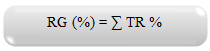 RG (%) = ∑ TR %